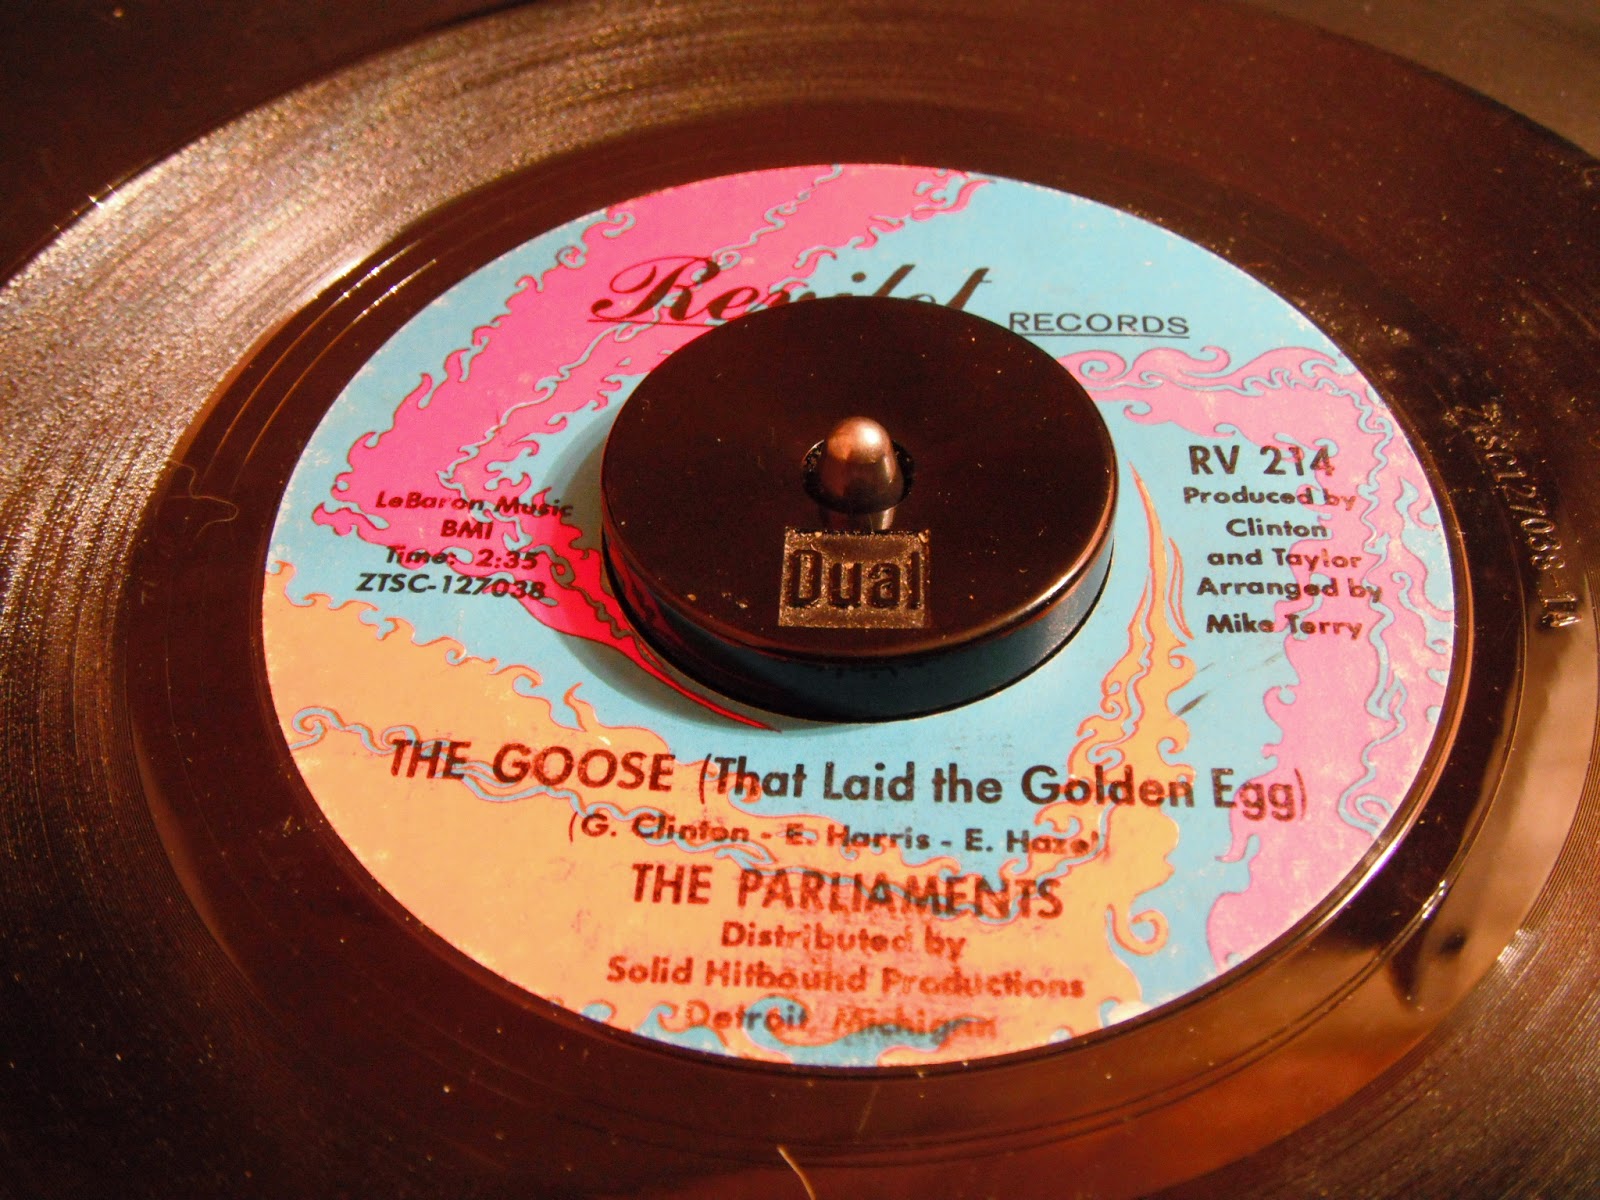 Revilot RECORDS
RV 214
Produced by
Clinton
and Taylor
Arranged by
Mike Terry
LeBaron Music
BMI
Time: 2:35
ZTSC-127038
Dual
THE GOOSE (That Laid the Golden Egg)
(G. Clinton - E. Harris - E. Hazel)
THE PARLIAMENTS
Distributed by
Solid Hitbound Productions
Detroit, Michigan